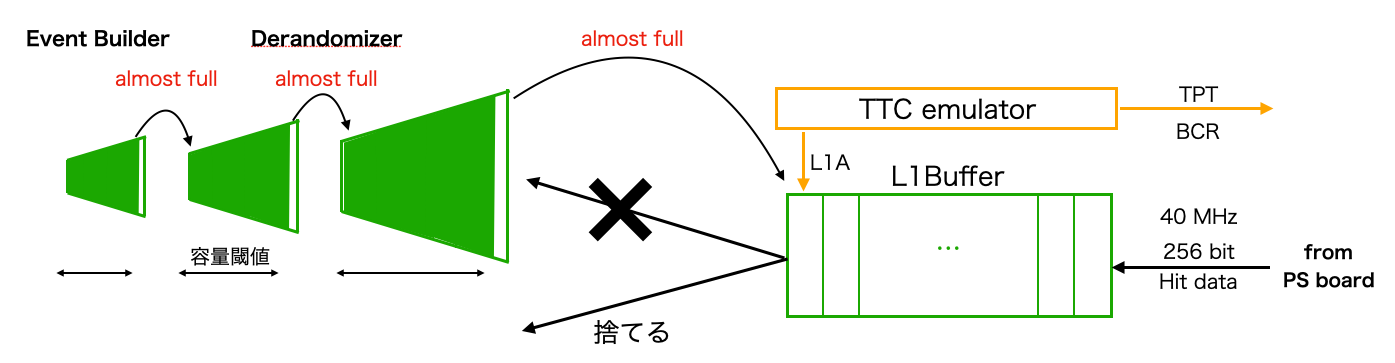 Event Builder
Derandomizer
almost full
almost full
almost full
TTC emulator
TPT
BCR
L1A
L1Buffer
...
40 MHz
256 bit
Hit data
from
PS board
容量閾値
捨てる